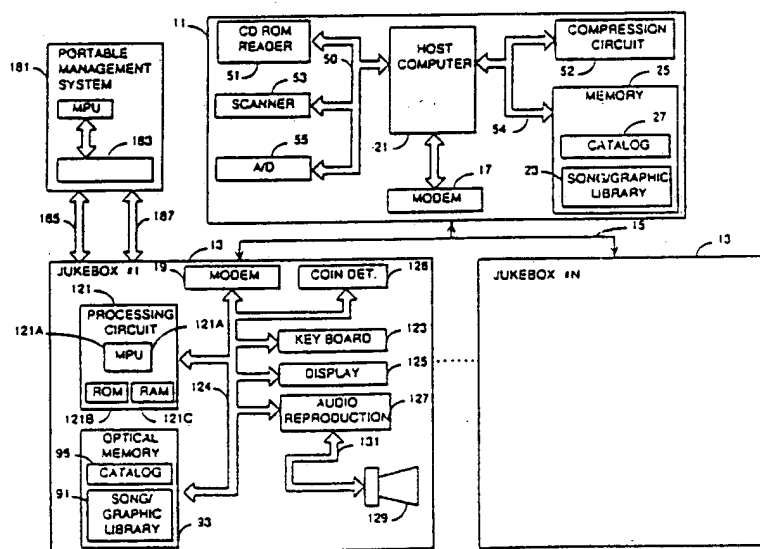 11
CD ROM
READER
51
50
HOST
COMPUTER
21
COMPRESSION
CIRCUIT
52
25
PORTABLE
MANAGEMENT
SYSTEM
181
MPU
183
53
SCANNER
55
A/D
54
MEMORY
27
CATALOG
23
SONG/GRAPHIC
LIBRARY
17
MODEM
185
187
15
13
JUKEBOX #1
19
MODEM
COIN DET.
126
13
JUKEBOX #N
121
PROCESSING
CIRCUIT
121A
121A
MPU
ROM
RAM
121B
121C
124
KEY BOARD
123
DISPLAY
125
AUDIO
REPRODUCTION
127
131
129
OPTICAL
MEMORY
95
CATALOG
91
SONG/
GRAPHIC
LIBRARY
93